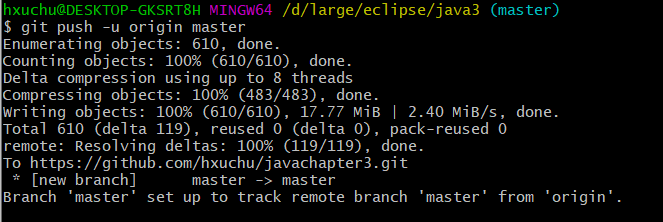 hxuchu@DESKTOP-GKSRT8H MINGW64 /d/large/eclipse/java3 (master)
$ git push -u origin master
Enumerating objects: 610, done.
Counting objects: 100% (610/610), done.
Delta compression using up to 8 threads
Compressing objects: 100% (483/483), done.
Writing objects: 100% (610/610), 17.77 MiB | 2.40 MiB/s, done.
Total 610 (delta 119), reused 0 (delta 0), pack-reused 0
remote: Resolving deltas: 100% (119/119), done.
To https://github.com/hxuchu/javachapter3.git
 * [new branch]      master -> master
Branch 'master' set up to track remote branch 'master' from 'origin'.